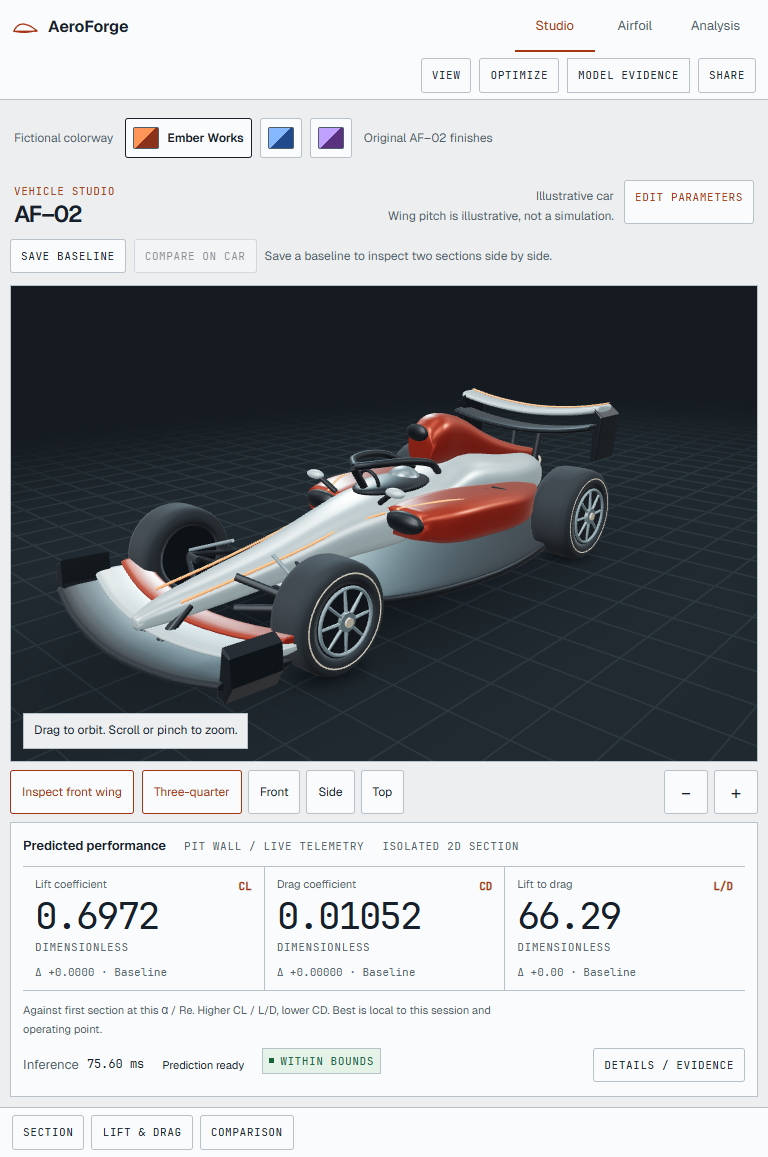 AeroForge
Studio
Airfoil
Analysis
VIEW
OPTIMIZE
MODEL EVIDENCE
SHARE
Fictional colorway
Ember Works
Original AF–02 finishes
VEHICLE STUDIO
AF–02
Illustrative car
Wing pitch is illustrative, not a simulation.
EDIT PARAMETERS
SAVE BASELINE
COMPARE ON CAR
Save a baseline to inspect two sections side by side.
Drag to orbit. Scroll or pinch to zoom.
Inspect front wing
Three-quarter
Front
Side
Top
−
+
Predicted performance
PIT WALL / LIVE TELEMETRY
ISOLATED 2D SECTION
Lift coefficient
CL
0.6972
DIMENSIONLESS
Δ +0.0000 · Baseline
Drag coefficient
CD
0.01052
DIMENSIONLESS
Δ +0.00000 · Baseline
Lift to drag
L/D
66.29
DIMENSIONLESS
Δ +0.00 · Baseline
Against first section at this α / Re. Higher CL / L/D, lower CD. Best is local to this session and
operating point.
Inference 75.60 ms
Prediction ready
WITHIN BOUNDS
DETAILS / EVIDENCE
SECTION
LIFT & DRAG
COMPARISON